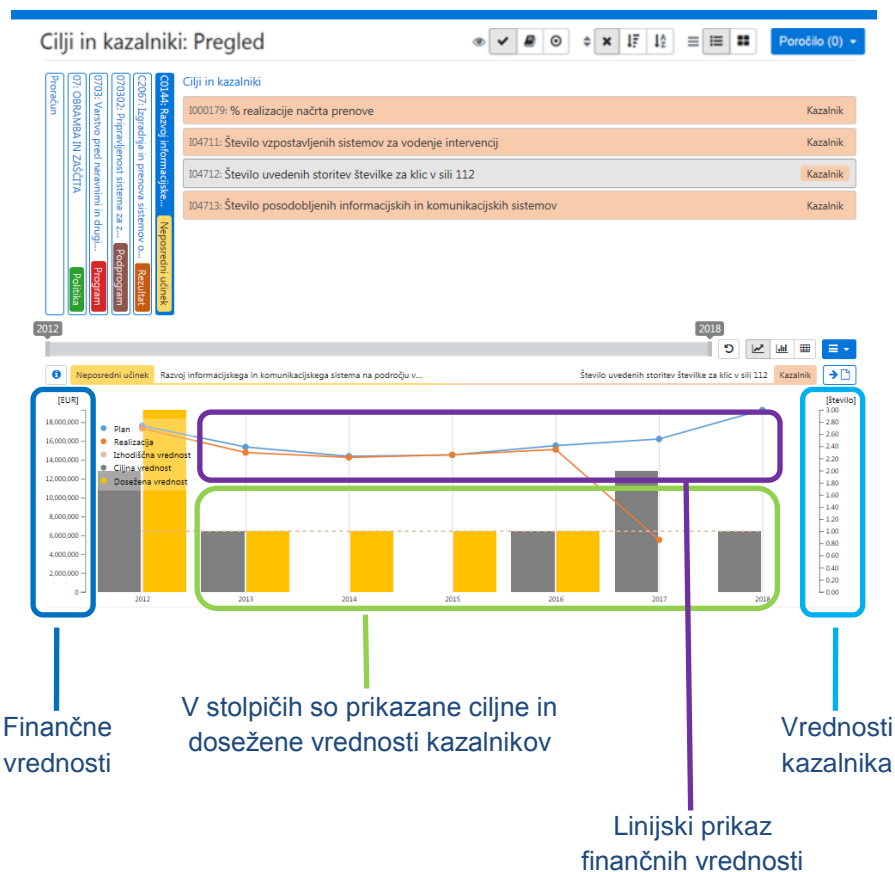 Cilji in kazalniki: Pregled
Poročilo (0)
Proračun
07: OBRAMBA IN ZAŠČITA
Politika
0703: Varstvo pred naravnimi in drugi...
Program
070302: Pripravljenost sistema za z...
Podprogram
C2067: Izgradnja in prenova sistemov o...
Rezultat
C0144: Razvoj informacijske...
Neposredni učinek
Cilji in kazalniki
I000179: % realizacije načrta prenove Kazalnik
I04711: Število vzpostavljenih sistemov za vodenje intervencij Kazalnik
I04712: Število uvedenih storitev številke za klic v sili 112 Kazalnik
I04713: Število posodobljenih informacijskih in komunikacijskih sistemov Kazalnik
2012 2018
Neposredni učinek Razvoj informacijskega in komunikacijskega sistema na področju v... Število uvedenih storitev številke za klic v sili 112 Kazalnik
[EUR]
18,000,000
16,000,000
14,000,000
12,000,000
10,000,000
8,000,000
6,000,000
4,000,000
2,000,000
0
Plan
Realizacija
Izhodiščna vrednost
Ciljna vrednost
Dosežena vrednost
[število]
3.00
2.80
2.60
2.40
2.20
2.00
1.80
1.60
1.40
1.20
1.00
0.80
0.60
0.40
0.20
0.00
2012 2013 2014 2015 2016 2017 2018
Finančne
vrednosti
V stolpičih so prikazane ciljne in
dosežene vrednosti kazalnikov
Vrednosti
kazalnika
Linijski prikaz
finančnih vrednosti